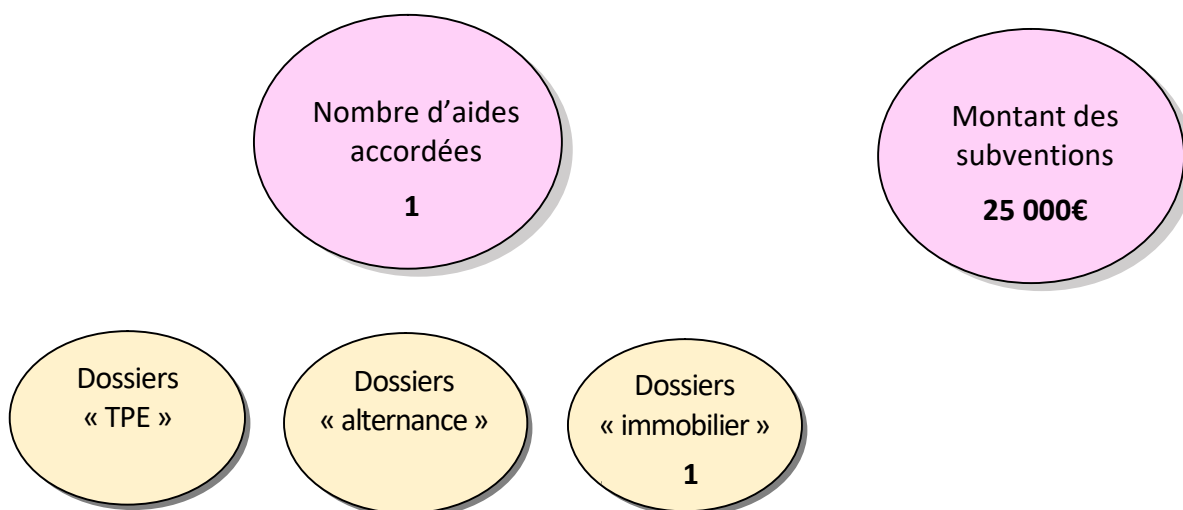 Nombre d’aides
accordées
1
Montant des
subventions
25 000€
Dossiers
« TPE »
Dossiers
« alternance »
Dossiers
« immobilier »
1